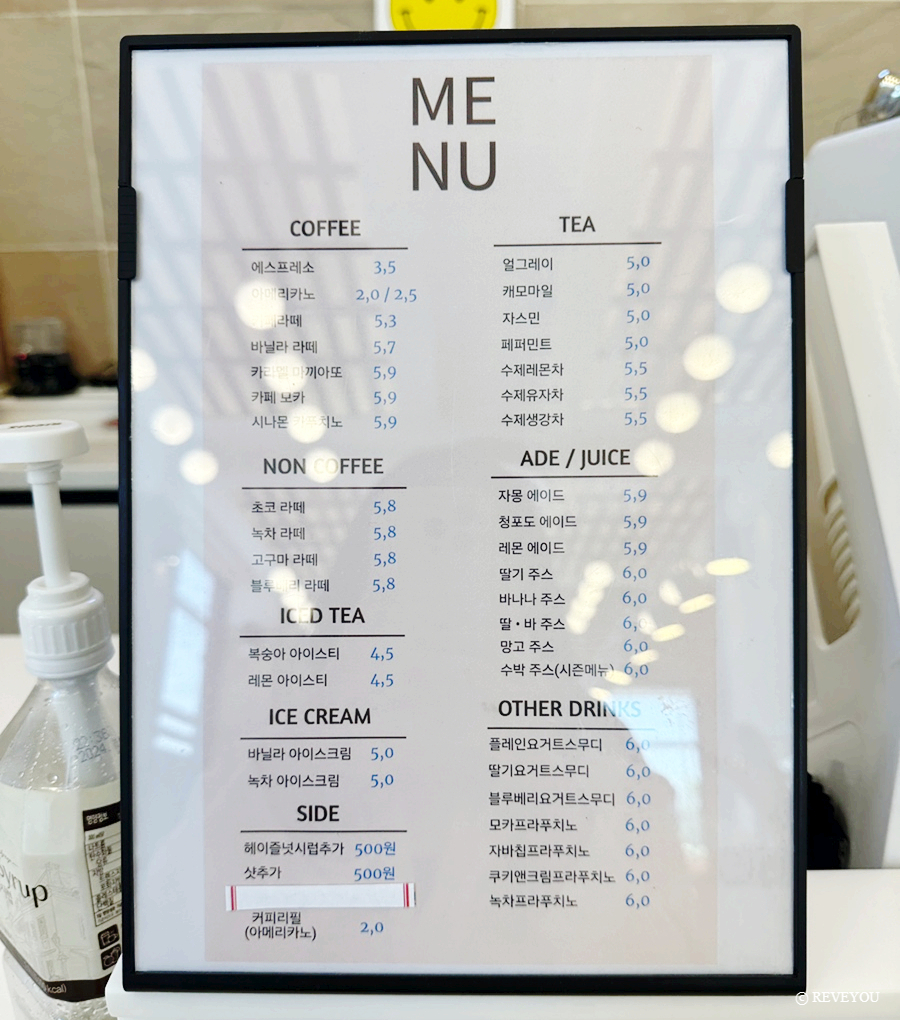 ME
NU
COFFEE
에스프레소 3,5
아메리카노 2,0 / 2,5
라떼 5,3
바닐라 라떼 5,7
카라멜 마끼아또 5,9
카페 모카 5,9
시나몬 카푸치노 5,9
NON COFFEE
초코 라떼 5,8
녹차 라떼 5,8
고구마 라떼 5,8
블루베리 라떼 5,8
ICED TEA
복숭아 아이스티 4,5
레몬 아이스티 4,5
ICE CREAM
바닐라 아이스크림 5,0
녹차 아이스크림 5,0
SIDE
헤이즐넛시럽추가 500원
샷추가 500원
커피리필
(아메리카노) 2,0
TEA
얼그레이 5,0
캐모마일 5,0
자스민 5,0
페퍼민트 5,0
수제레몬차 5,5
수제유자차 5,5
수제생강차 5,5
ADE / JUICE
자몽 에이드 5,9
청포도 에이드 5,9
레몬 에이드 5,9
딸기 주스 6,0
바나나 주스 6,0
딸·바 주스 6,0
망고 주스 6,0
수박 주스(시즌메뉴) 6,0
OTHER DRINKS
플레인요거트스무디 6,0
딸기요거트스무디 6,0
블루베리요거트스무디 6,0
모카프라푸치노 6,0
자바칩프라푸치노 6,0
쿠키앤크림프라푸치노 6,0
녹차프라푸치노 6,0
© REVEYOU